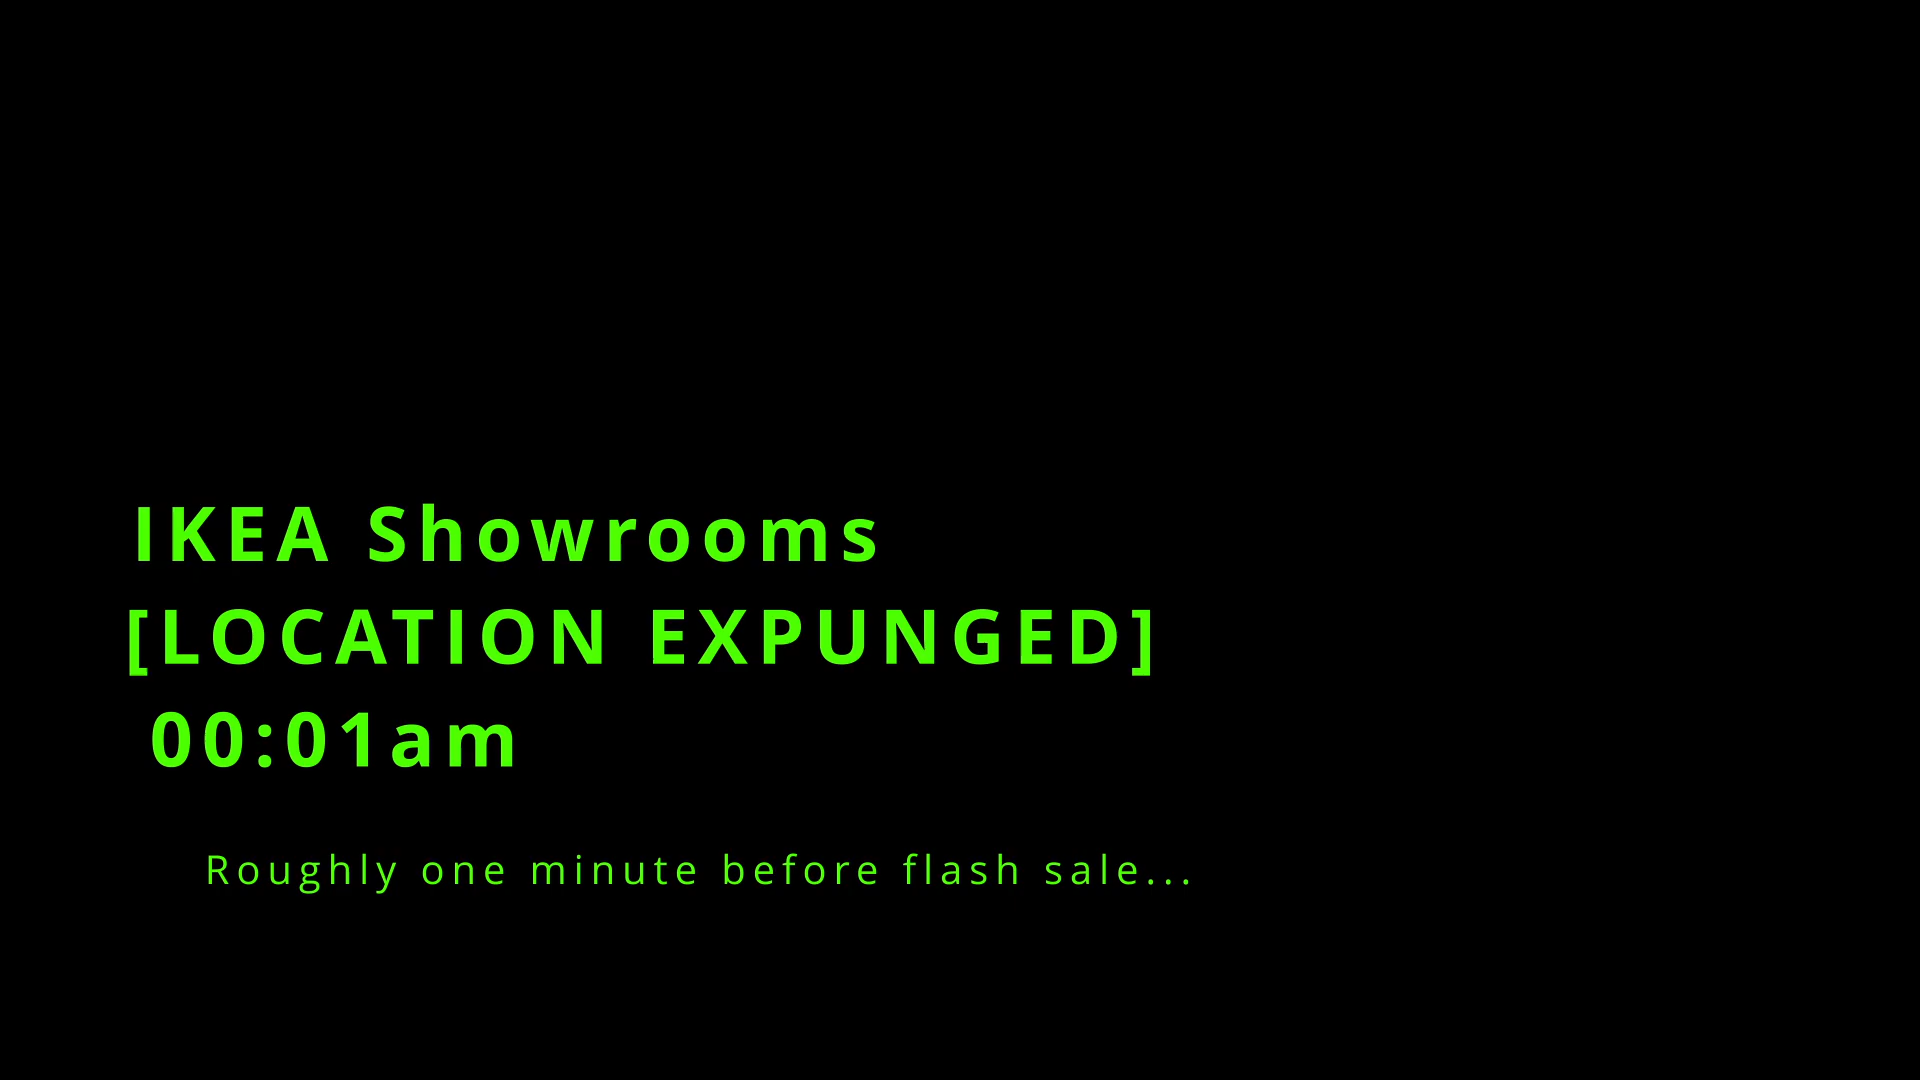 IKEA Showrooms
[LOCATION EXPUNGED]
00:01am
Roughly one minute before flash sale...